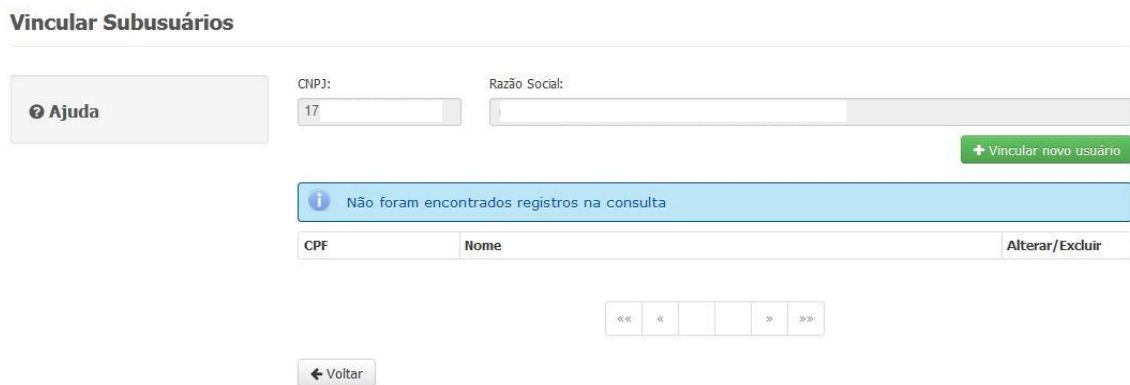 Vincular Subusuários
Ajuda
CNPJ:
Razão Social:
17
+ Vincular novo usuário
Não foram encontrados registros na consulta
CPF Nome Alterar/Excluir
«« « » »»
Voltar